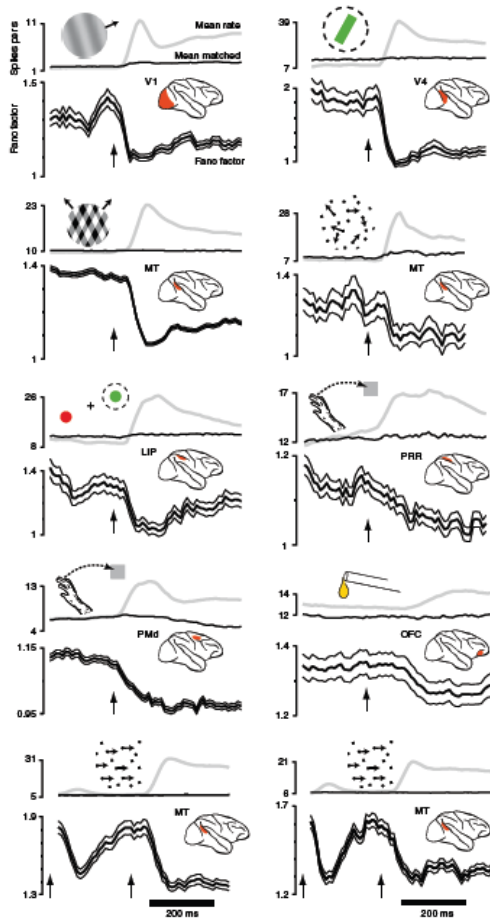 11
Mean rate
Spikes pars
Mean matched
1
1.5
V1
Fano factor
Fano factor
1
39
7
V4
2
1
23
10
MT
1.4
1
28
7
MT
1.4
1
26
+
8
LIP
1.4
1
17
12
PRR
1.2
1
13
4
PMd
1.15
0.95
14
12
OFC
1.4
1.2
31
5
MT
1.9
1.3
200 ms
21
6
MT
1.7
1.2
200 ms